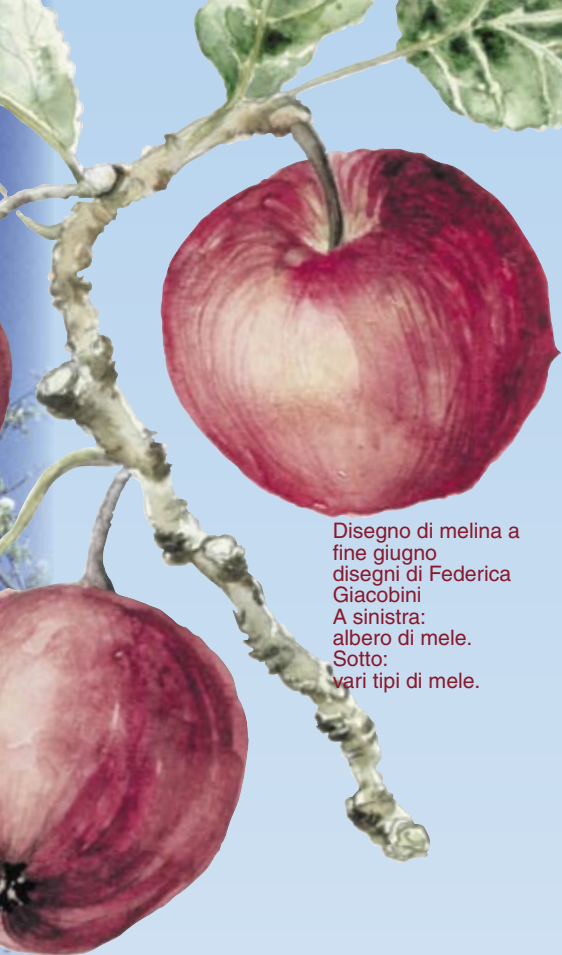 Disegno di melina a
fine giugno
disegni di Federica
Giacobini
A sinistra:
albero di mele.
Sotto:
vari tipi di mele.